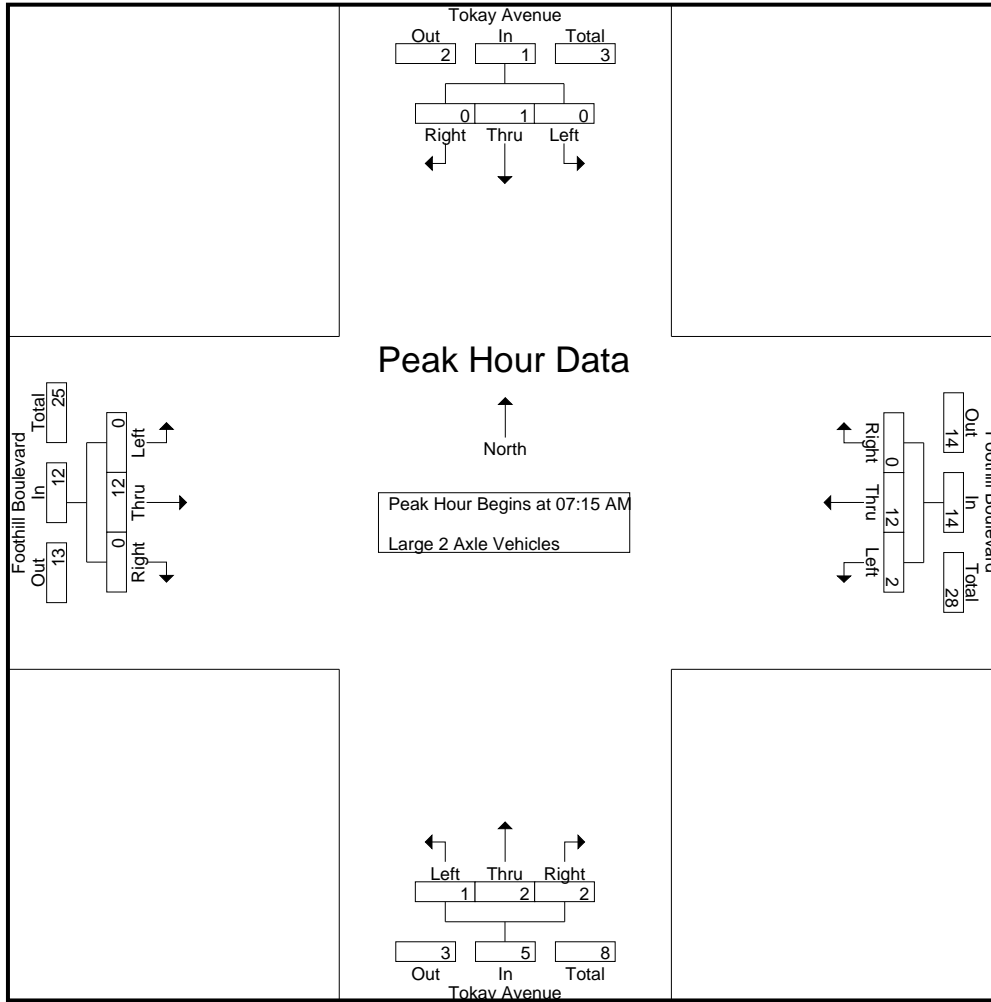 Tokay Avenue
Out In Total
2 1 3
0 1 0
Right Thru Left
Peak Hour Data
North
Peak Hour Begins at 07:15 AM
Large 2 Axle Vehicles
Foothill Boulevard
Total In Out
25 12 13
0 12 0
Left Thru Right
Right Thru Left
0 12 2
14 14 28
Out In Total
Foothill Boulevard
Left Thru Right
1 2 2
3 5 8
Out In Total
Tokay Avenue